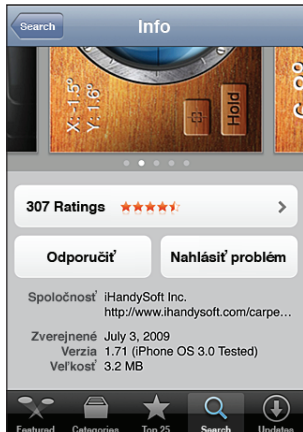 Search
Info
X: -1.5°
Y: 1.6°
Hold
307 Ratings
Odporučiť
Nahlásiť problém
Spoločnosť iHandySoft Inc.
http://www.ihandysoft.com/carpe...
Zverejnené July 3, 2009
Verzia 1.71 (iPhone OS 3.0 Tested)
Veľkosť 3.2 MB
Featured Categories Top 25 Search Updates